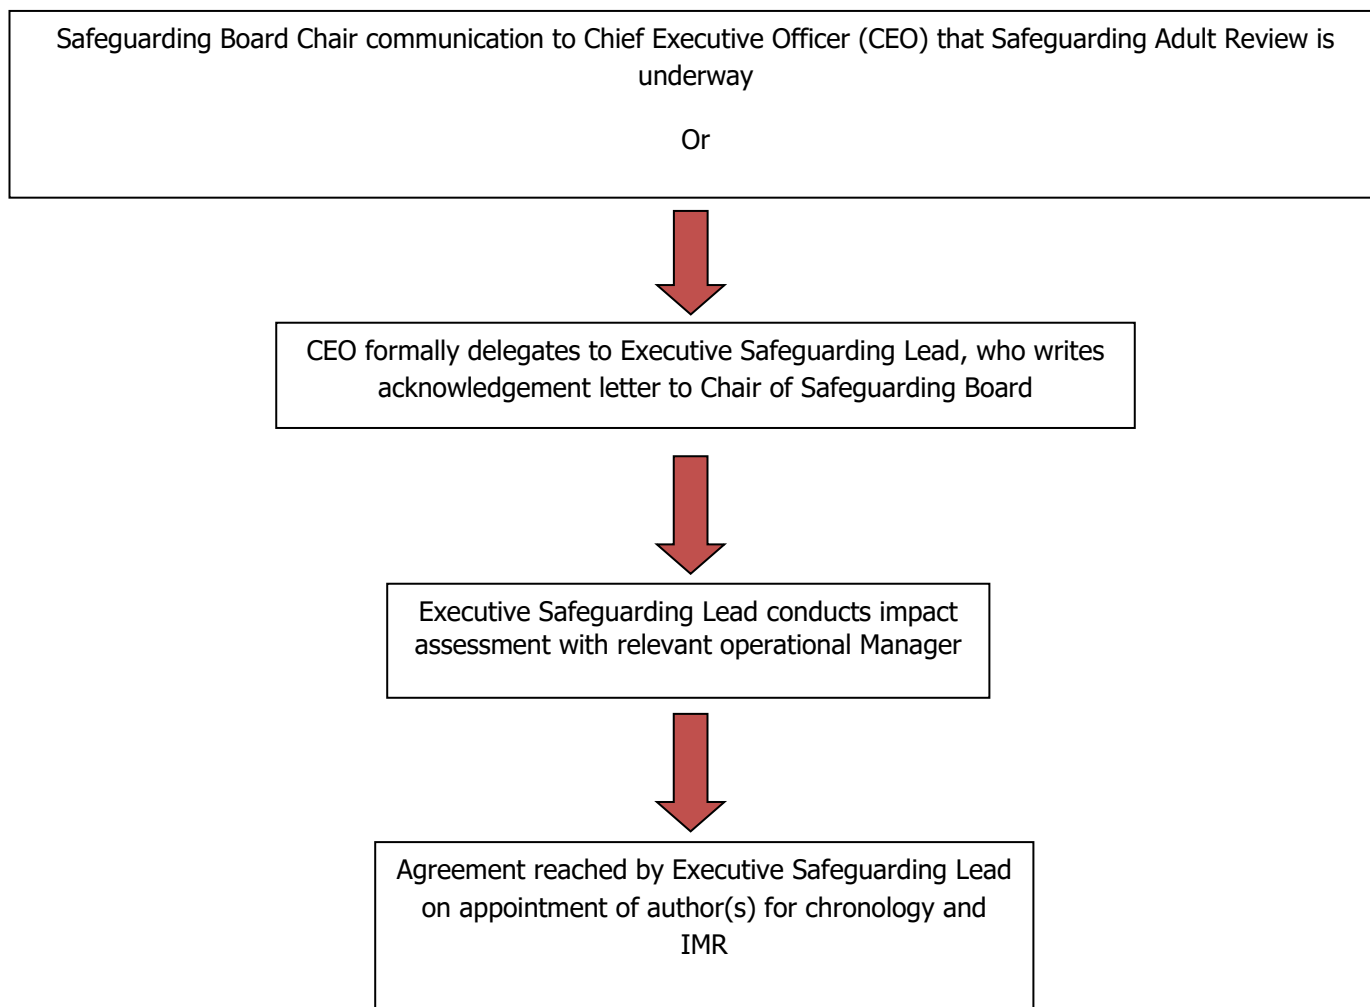 Safeguarding Board Chair communication to Chief Executive Officer (CEO) that Safeguarding Adult Review is
underway
Or
CEO formally delegates to Executive Safeguarding Lead, who writes
acknowledgement letter to Chair of Safeguarding Board
Executive Safeguarding Lead conducts impact
assessment with relevant operational Manager
Agreement reached by Executive Safeguarding Lead
on appointment of author(s) for chronology and
IMR